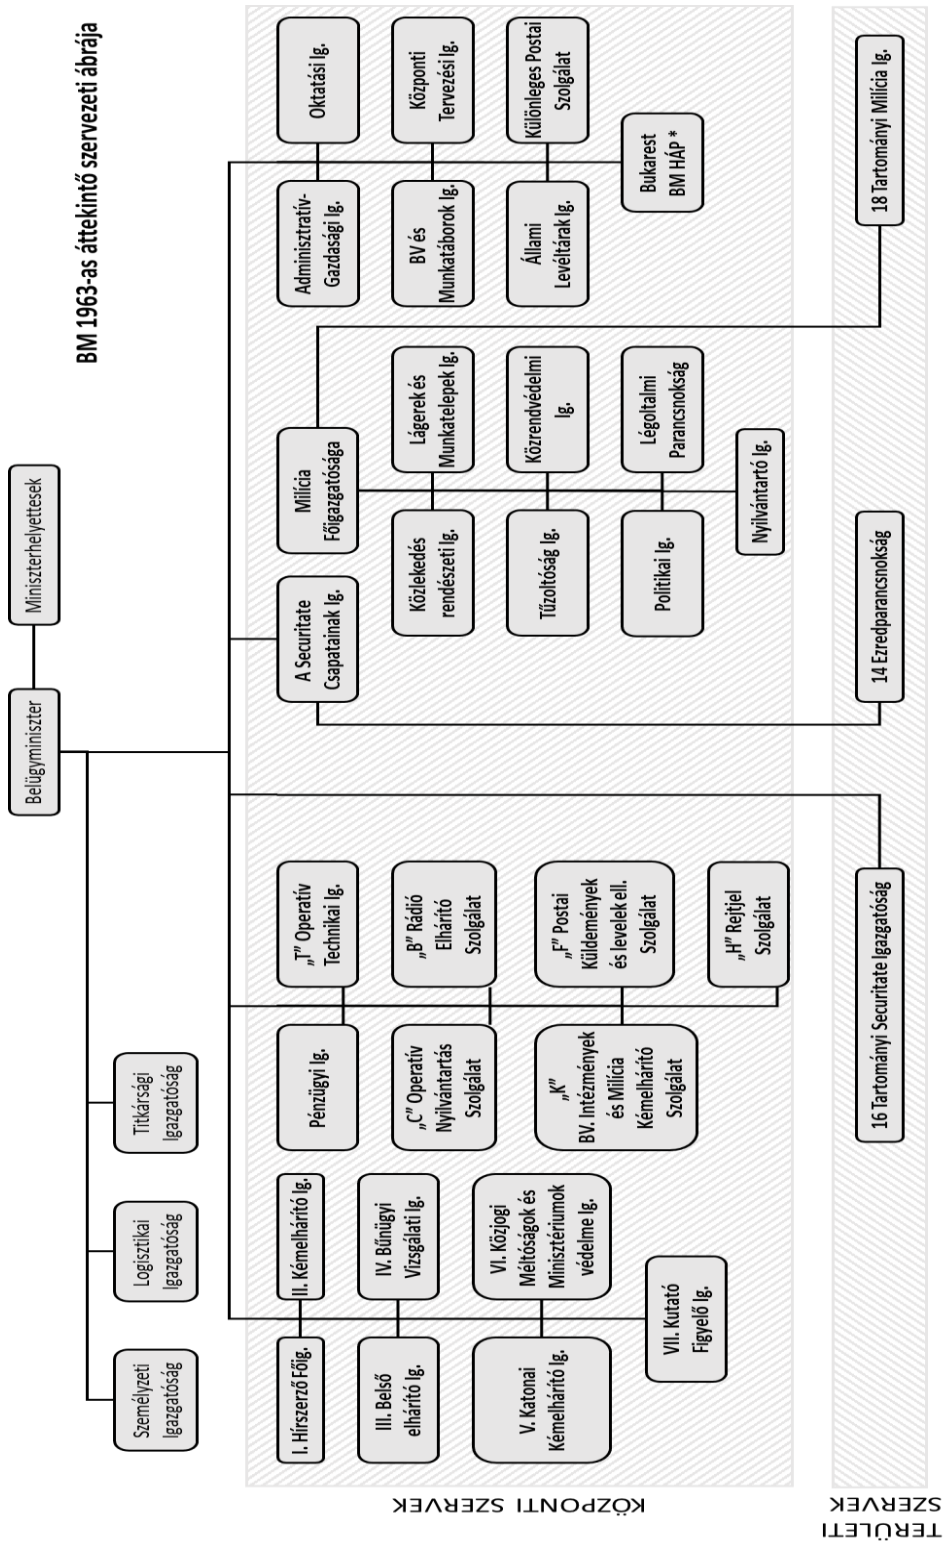 BM 1963-as áttekintő szervezeti ábrája
Belügyminiszter
Miniszterhelyettesek
Személyzeti
Igazgatóság
Logisztikai
Igazgatóság
Titkársági
Igazgatóság
KÖZPONTI SZERVEK
I. Hírszerző Főig.
II. Kémelhárító Ig.
III. Belső
elhárító Ig.
IV. Bűnügyi
Vizsgálati Ig.
V. Katonai
Kémelhárító Ig.
VI. Közjogi
Méltóságok és
Minisztériumok
védelme Ig.
VII. Kutató
Figyelő Ig.
Pénzügyi Ig.
„T” Operatív
Technikai Ig.
„C” Operatív
Nyilvántartás
Szolgálat
„B” Rádió
Elhárító
Szolgálat
„K”
BV. Intézmények
és Milícia
Kémelhárító
Szolgálat
„F” Postai
Küldemények
és levelek ell.
Szolgálat
„H” Rejtjel
Szolgálat
A Securitate
Csapatainak Ig.
Milícia
Főigazgatósága
Közlekedés
rendészeti Ig.
Lágerek és
Munkatelepek Ig.
Tűzoltóság Ig.
Közrendvédelmi
Ig.
Politikai Ig.
Légoltalmi
Parancsnokság
Nyilvántartó Ig.
Adminisztratív-
Gazdasági Ig.
Oktatási Ig.
BV és
Munkatáborok Ig.
Központi
Tervezési Ig.
Állami
Levéltárak Ig.
Különleges Postai
Szolgálat
Bukarest
BM HÁP *
TERÜLETI
SZERVEK
16 Tartományi Securitate Igazgatóság
14 Ezredparancsnokság
18 Tartományi Milícia Ig.